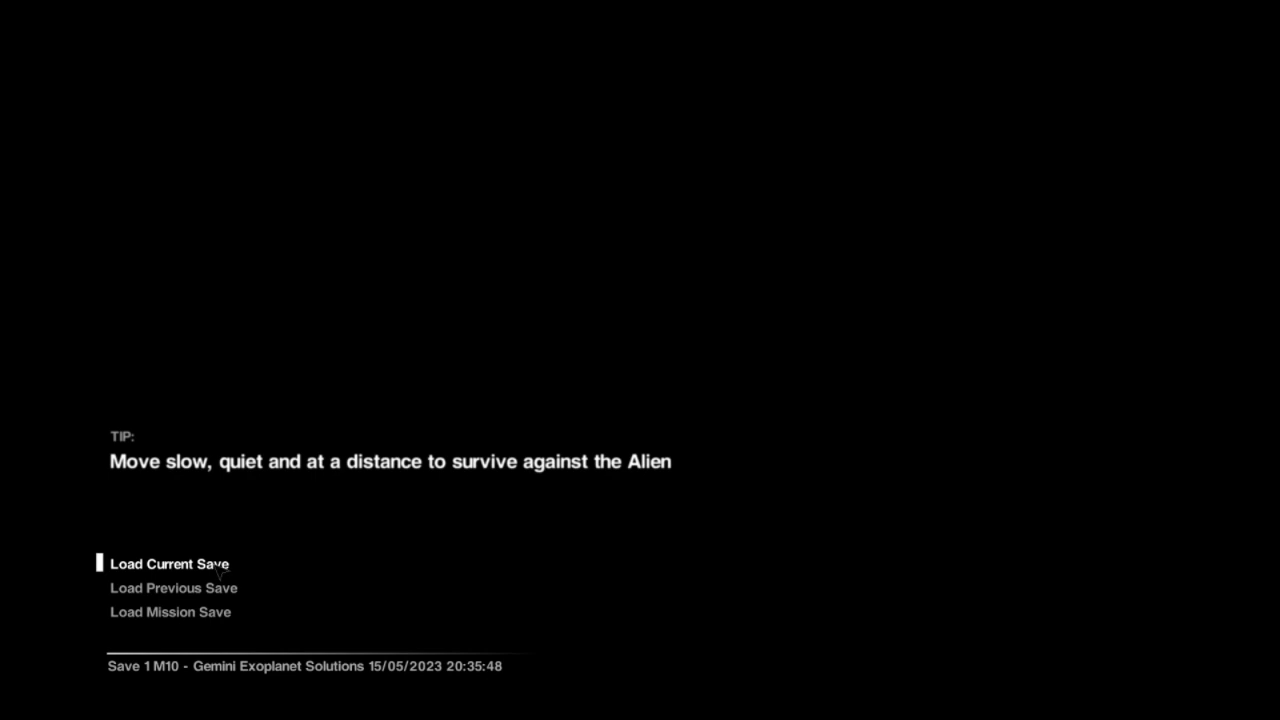 TIP:
Move slow, quiet and at a distance to survive against the Alien
Load Current Save
Load Previous Save
Load Mission Save
Save 1 M10 - Gemini Exoplanet Solutions 15/05/2023 20:35:48